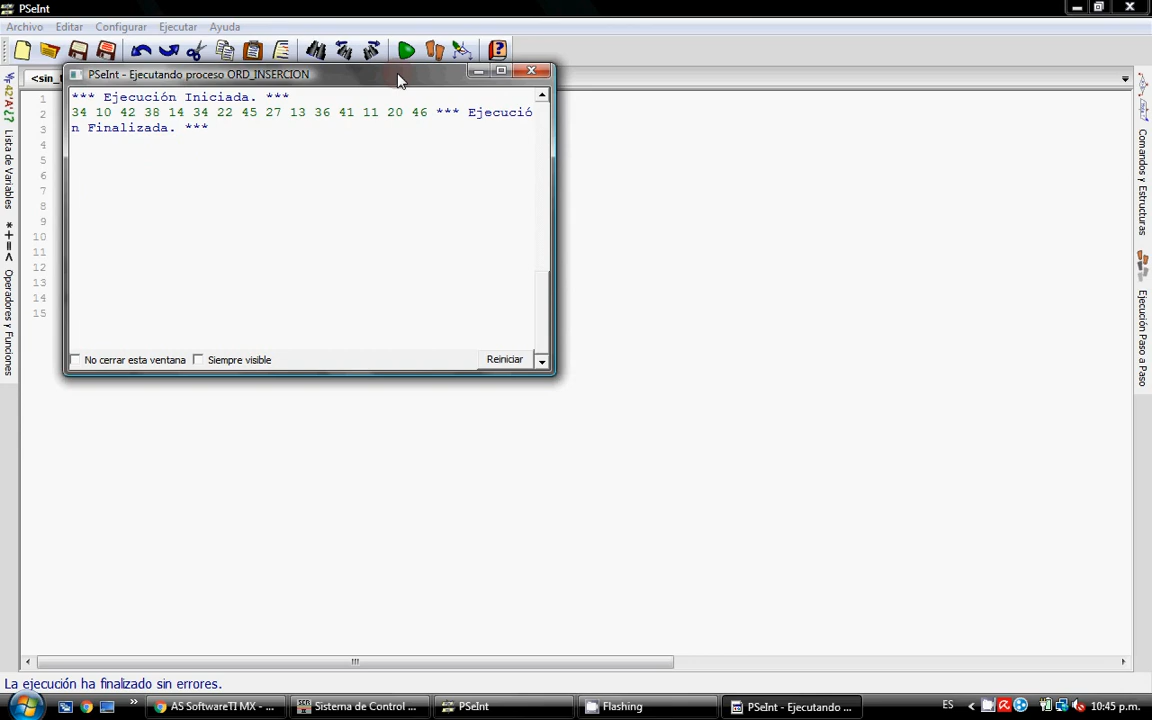 PSeInt
Archivo Editar Configurar Ejecutar Ayuda
PSeInt - Ejecutando proceso ORD_INSERCION
*** Ejecución Iniciada. ***
34 10 42 38 14 34 22 45 27 13 36 41 11 20 46 *** Ejecució
n Finalizada. ***
No cerrar esta ventana Siempre visible Reiniciar
1
2
3
4
5
6
7
8
9
10
11
12
13
14
15
Lista de Variables
*+=< Operadores y Funciones
Comandos y Estructuras
Ejecución Paso a Paso
La ejecución ha finalizado sin errores.
AS SoftwareTI MX - ... Sistema de Control ... PSeInt Flashing PSeInt - Ejecutando ... ES 10:45 p.m.